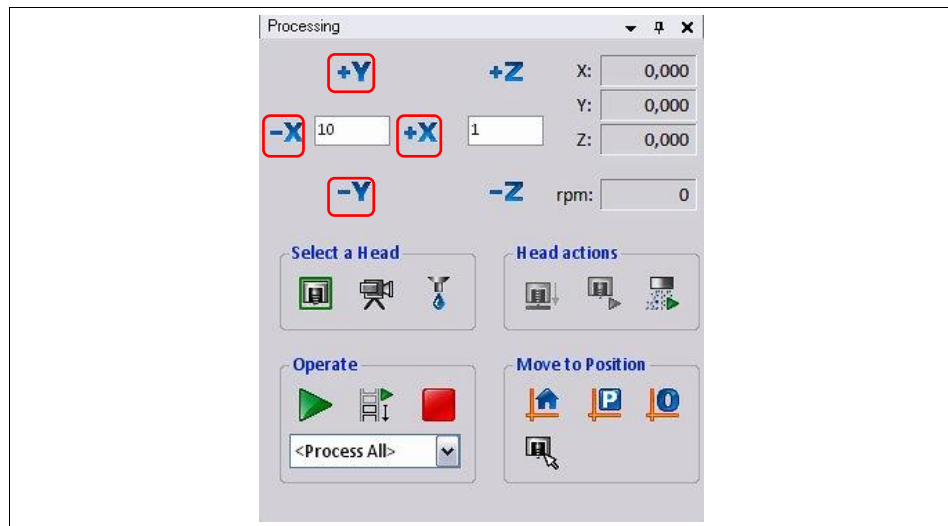 Processing
+Y +Z X: 0,000
Y: 0,000
-X 10 +X 1 Z: 0,000
-Y -Z rpm: 0
Select a Head Head actions
Operate Move to Position
P 0
<Process All>